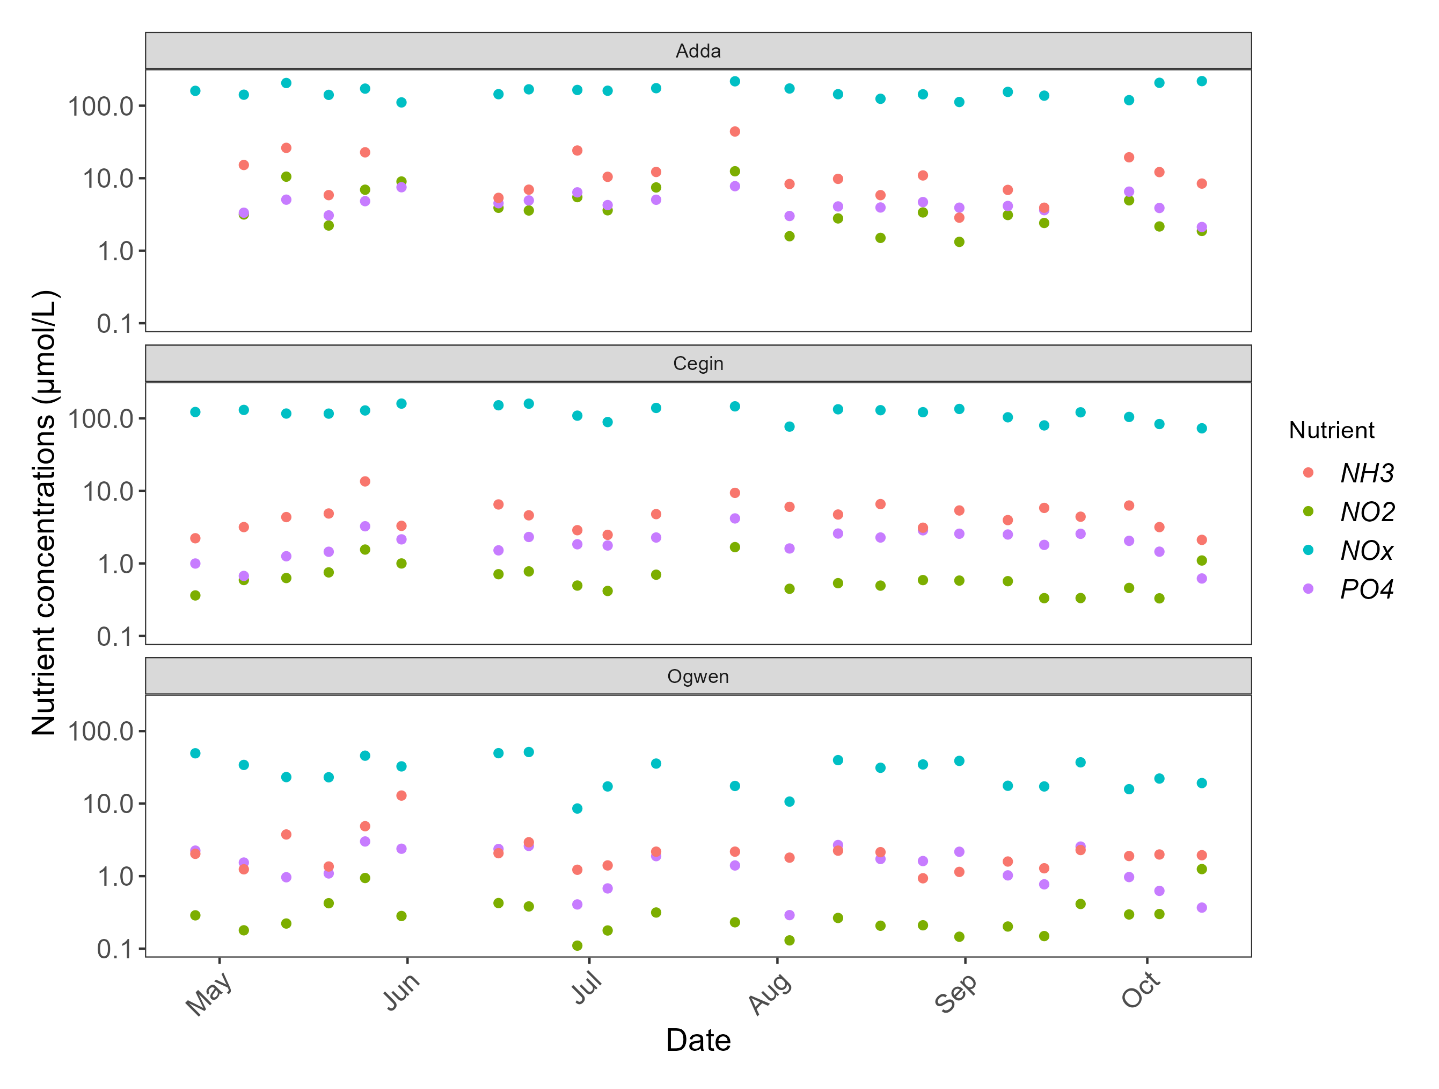 Adda
100.0
10.0
1.0
0.1
Cegin
100.0
10.0
1.0
0.1
Ogwen
100.0
10.0
1.0
0.1
May
Jun
Jul
Aug
Sep
Oct
Date
Nutrient concentrations (μmol/L)
Nutrient
NH3
NO2
NOx
PO4